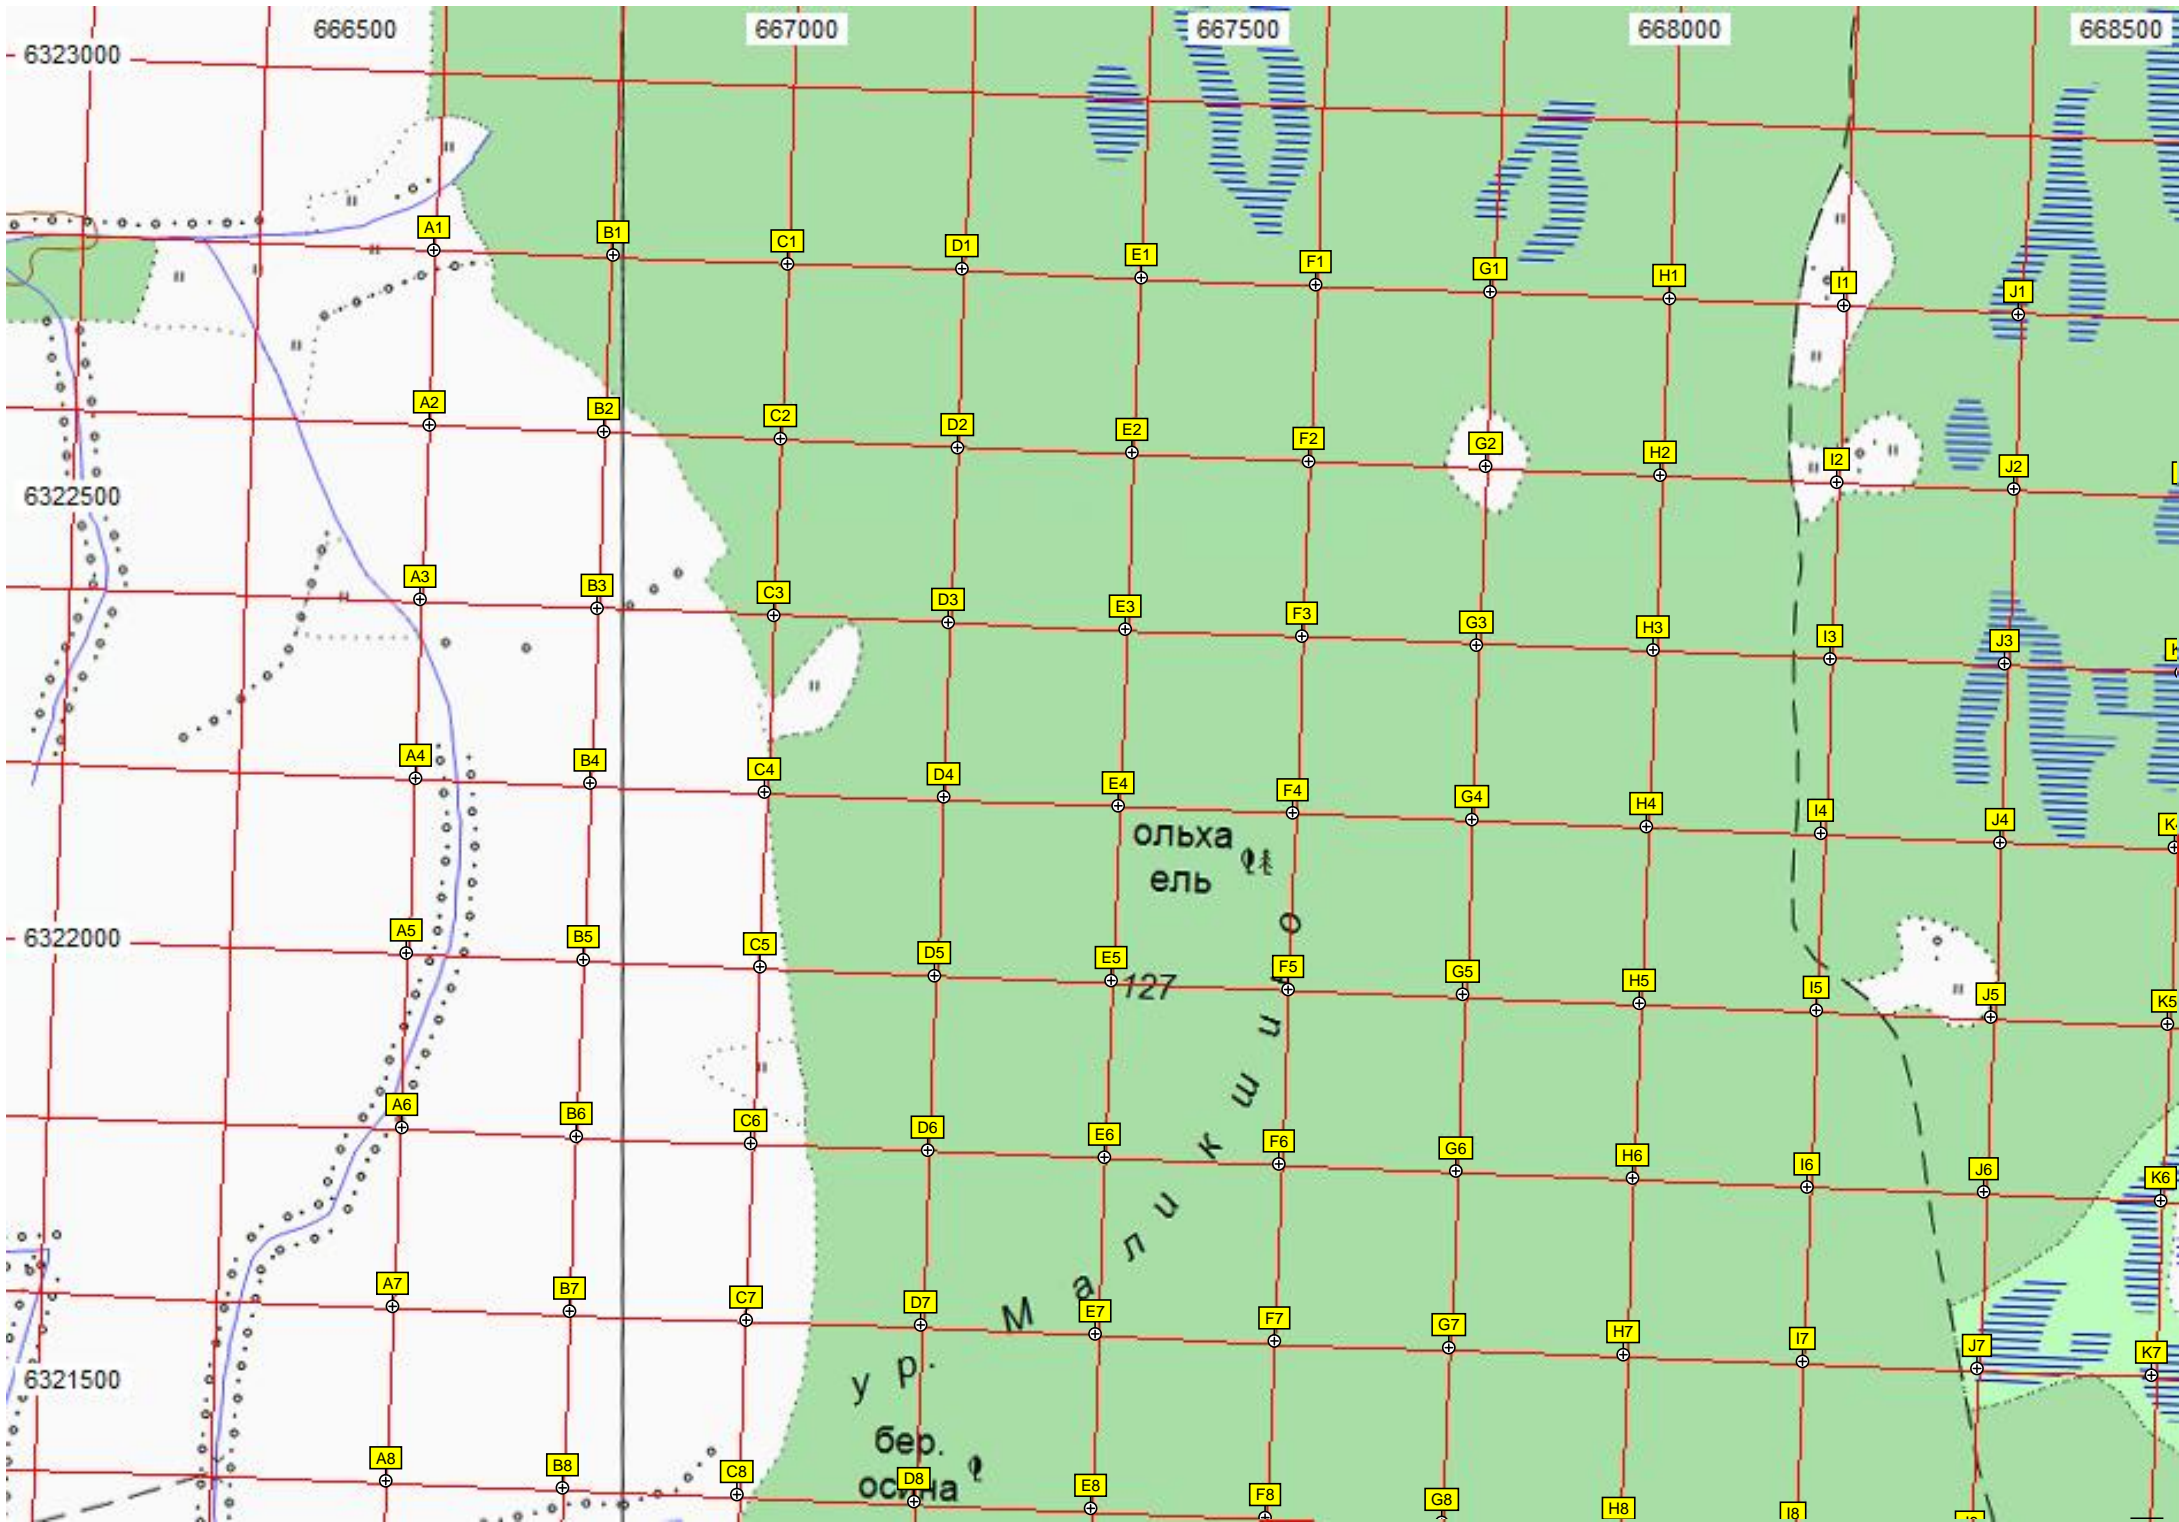 666500 667000 667500 668000 668500
6323000
A1 B1 C1 D1 E1 F1 G1 H1 I1 J1
A2 B2 C2 D2 E2 F2 G2 H2 I2 J2
6322500
A3 B3 C3 D3 E3 F3 G3 H3 I3 J3
A4 B4 C4 D4 E4 F4 G4 H4 I4 J4
ольха
ель
6322000
A5 B5 C5 D5 E5 F5 G5 H5 I5 J5 K5
127
A6 B6 C6 D6 E6 F6 G6 H6 I6 J6 K6
A7 B7 C7 D7 E7 F7 G7 H7 I7 J7 K7
6321500
ур. Маликшино
бер.
осина
A8 B8 C8 D8 E8 F8 G8 H8 I8